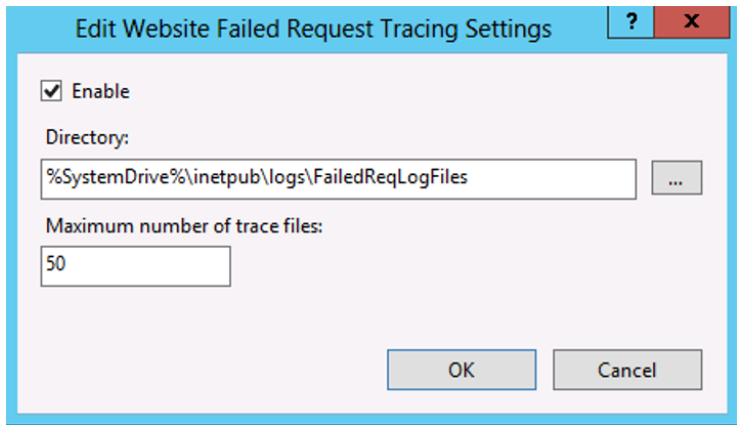 Edit Website Failed Request Tracing Settings
? x
Enable
Directory:
%SystemDrive%\inetpub\logs\FailedReqLogFiles
...
Maximum number of trace files:
50
OK Cancel